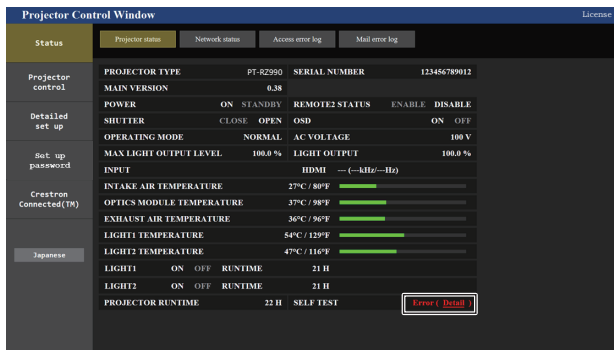 Projector Control Window License
Status
Projector status Network status Access error log Mail error log
Projector
control
Detailed
set up
Set up
password
Crestron
Connected(TM)
Japanese
PROJECTOR TYPE PT-RZ990 SERIAL NUMBER 123456789012
MAIN VERSION 0.38
POWER ON STANDBY REMOTE2 STATUS ENABLE DISABLE
SHUTTER CLOSE OPEN OSD ON OFF
OPERATING MODE NORMAL AC VOLTAGE 100 V
MAX LIGHT OUTPUT LEVEL 100.0 % LIGHT OUTPUT 100.0 %
INPUT HDMI --- (---kHz/---Hz)
INTAKE AIR TEMPERATURE 27°C / 80°F
OPTICS MODULE TEMPERATURE 37°C / 98°F
EXHAUST AIR TEMPERATURE 36°C / 96°F
LIGHT1 TEMPERATURE 54°C / 129°F
LIGHT2 TEMPERATURE 47°C / 116°F
LIGHT1 ON OFF RUNTIME 21 H
LIGHT2 ON OFF RUNTIME 21 H
PROJECTOR RUNTIME 22 H SELF TEST Error ( Detail )